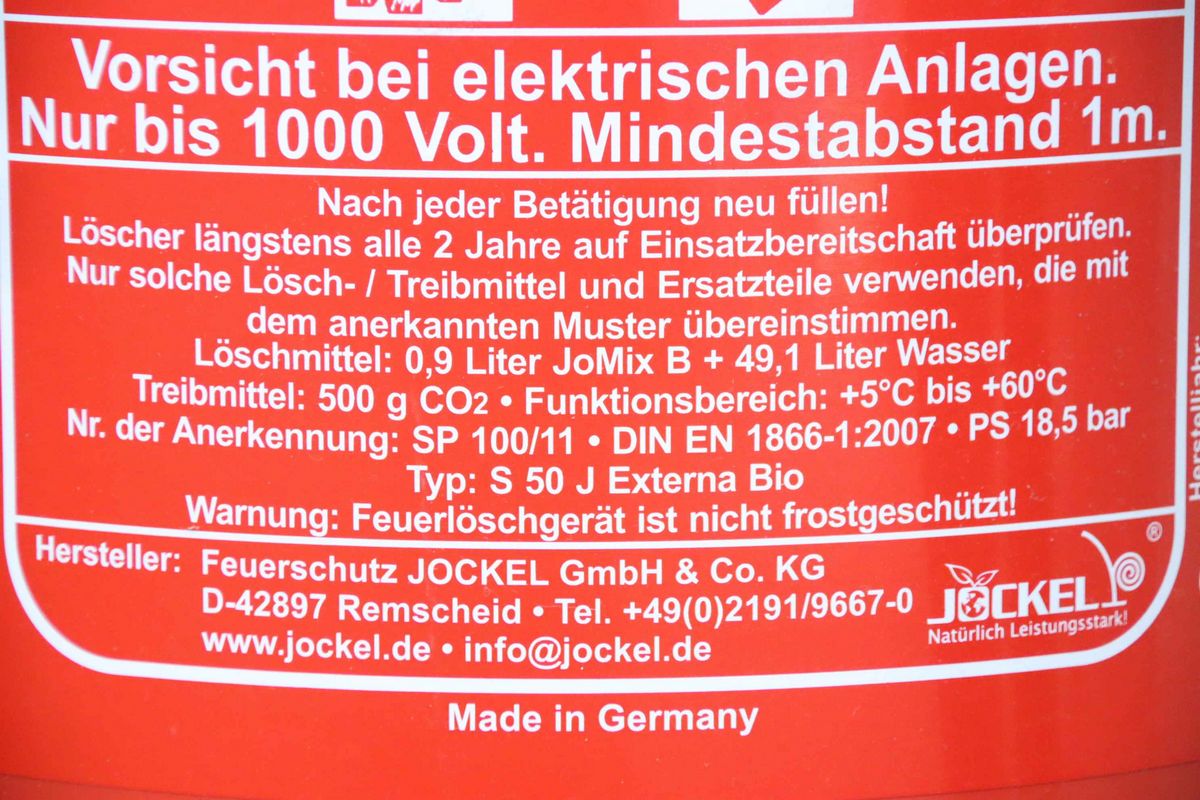 Vorsicht bei elektrischen Anlagen.
Nur bis 1000 Volt. Mindestabstand 1m.
Nach jeder Betätigung neu füllen!
Löscher längstens alle 2 Jahre auf Einsatzbereitschaft überprüfen.
Nur solche Lösch- / Treibmittel und Ersatzteile verwenden, die mit
dem anerkannten Muster übereinstimmen.
Löschmittel: 0,9 Liter JoMix B + 49,1 Liter Wasser
Treibmittel: 500 g CO2 • Funktionsbereich: +5°C bis +60°C
Nr. der Anerkennung: SP 100/11 • DIN EN 1866-1:2007 • PS 18,5 bar
Typ: S 50 J Externa Bio
Warnung: Feuerlöschgerät ist nicht frostgeschützt!
Hersteller: Feuerschutz JOCKEL GmbH & Co. KG
D-42897 Remscheid • Tel. +49(0)2191/9667-0
www.jockel.de • info@jockel.de
JOCKEL ®
Natürlich Leistungsstark!
Made in Germany